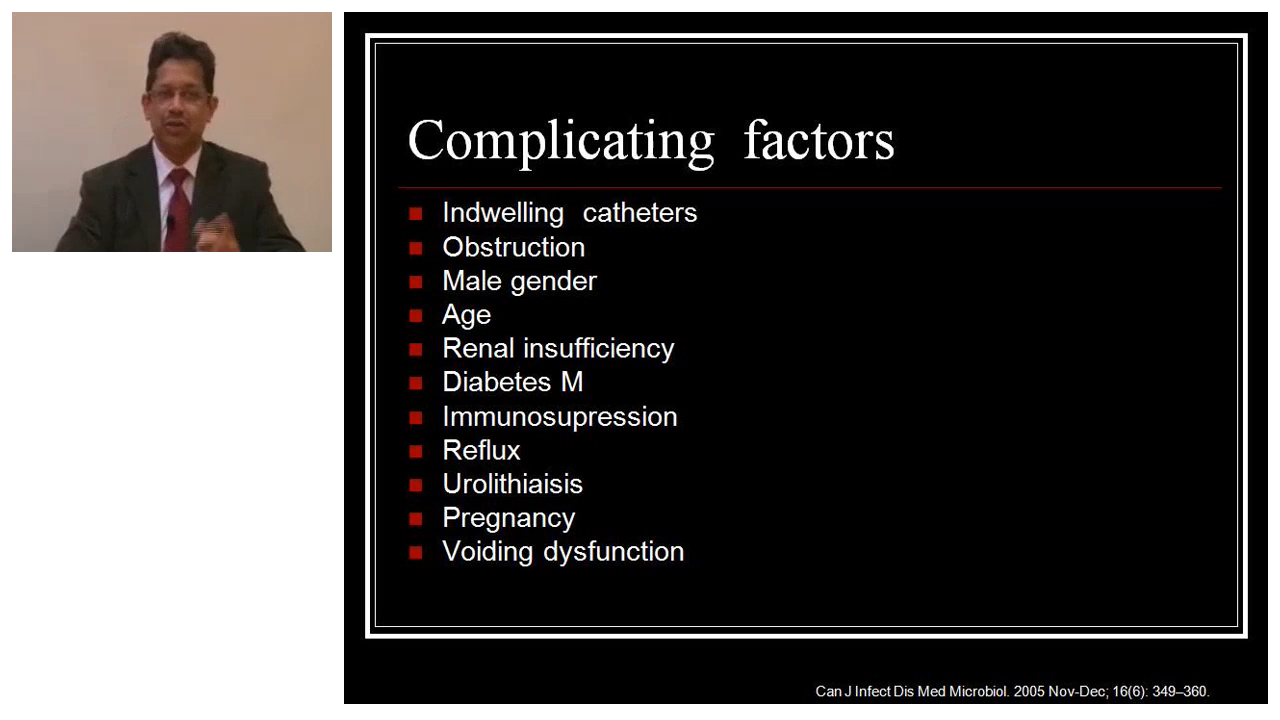 Complicating factors
Indwelling catheters
Obstruction
Male gender
Age
Renal insufficiency
Diabetes M
Immunosupression
Reflux
Urolithiaisis
Pregnancy
Voiding dysfunction
Can J Infect Dis Med Microbiol. 2005 Nov-Dec; 16(6): 349–360.